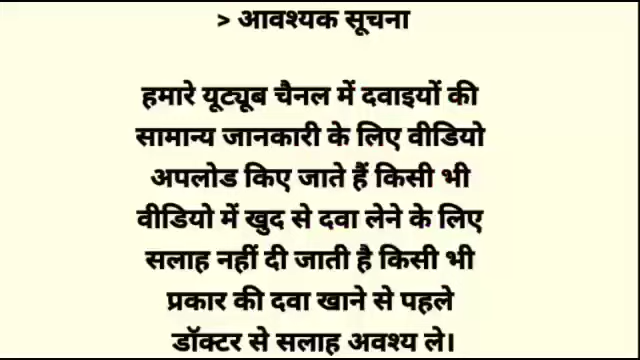 > आवश्यक सूचना
हमारे यूट्यूब चैनल में दवाइयों की
सामान्य जानकारी के लिए वीडियो
अपलोड किए जाते हैं किसी भी
वीडियो में खुद से दवा लेने के लिए
सलाह नहीं दी जाती है किसी भी
प्रकार की दवा खाने से पहले
डॉक्टर से सलाह अवश्य ले।